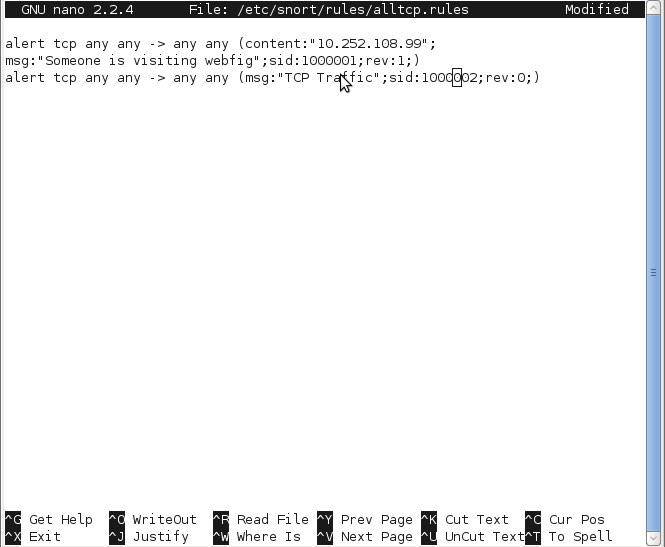 GNU nano 2.2.4 File: /etc/snort/rules/alltcp.rules Modified
alert tcp any any -> any any (content:"10.252.108.99";
msg:"Someone is visiting webfig";sid:1000001;rev:1;)
alert tcp any any -> any any (msg:"TCP Traffic";sid:1000002;rev:0;)
^G Get Help ^O WriteOut ^R Read File ^Y Prev Page ^K Cut Text ^C Cur Pos
^X Exit ^J Justify ^W Where Is ^V Next Page ^U UnCut Text ^T To Spell